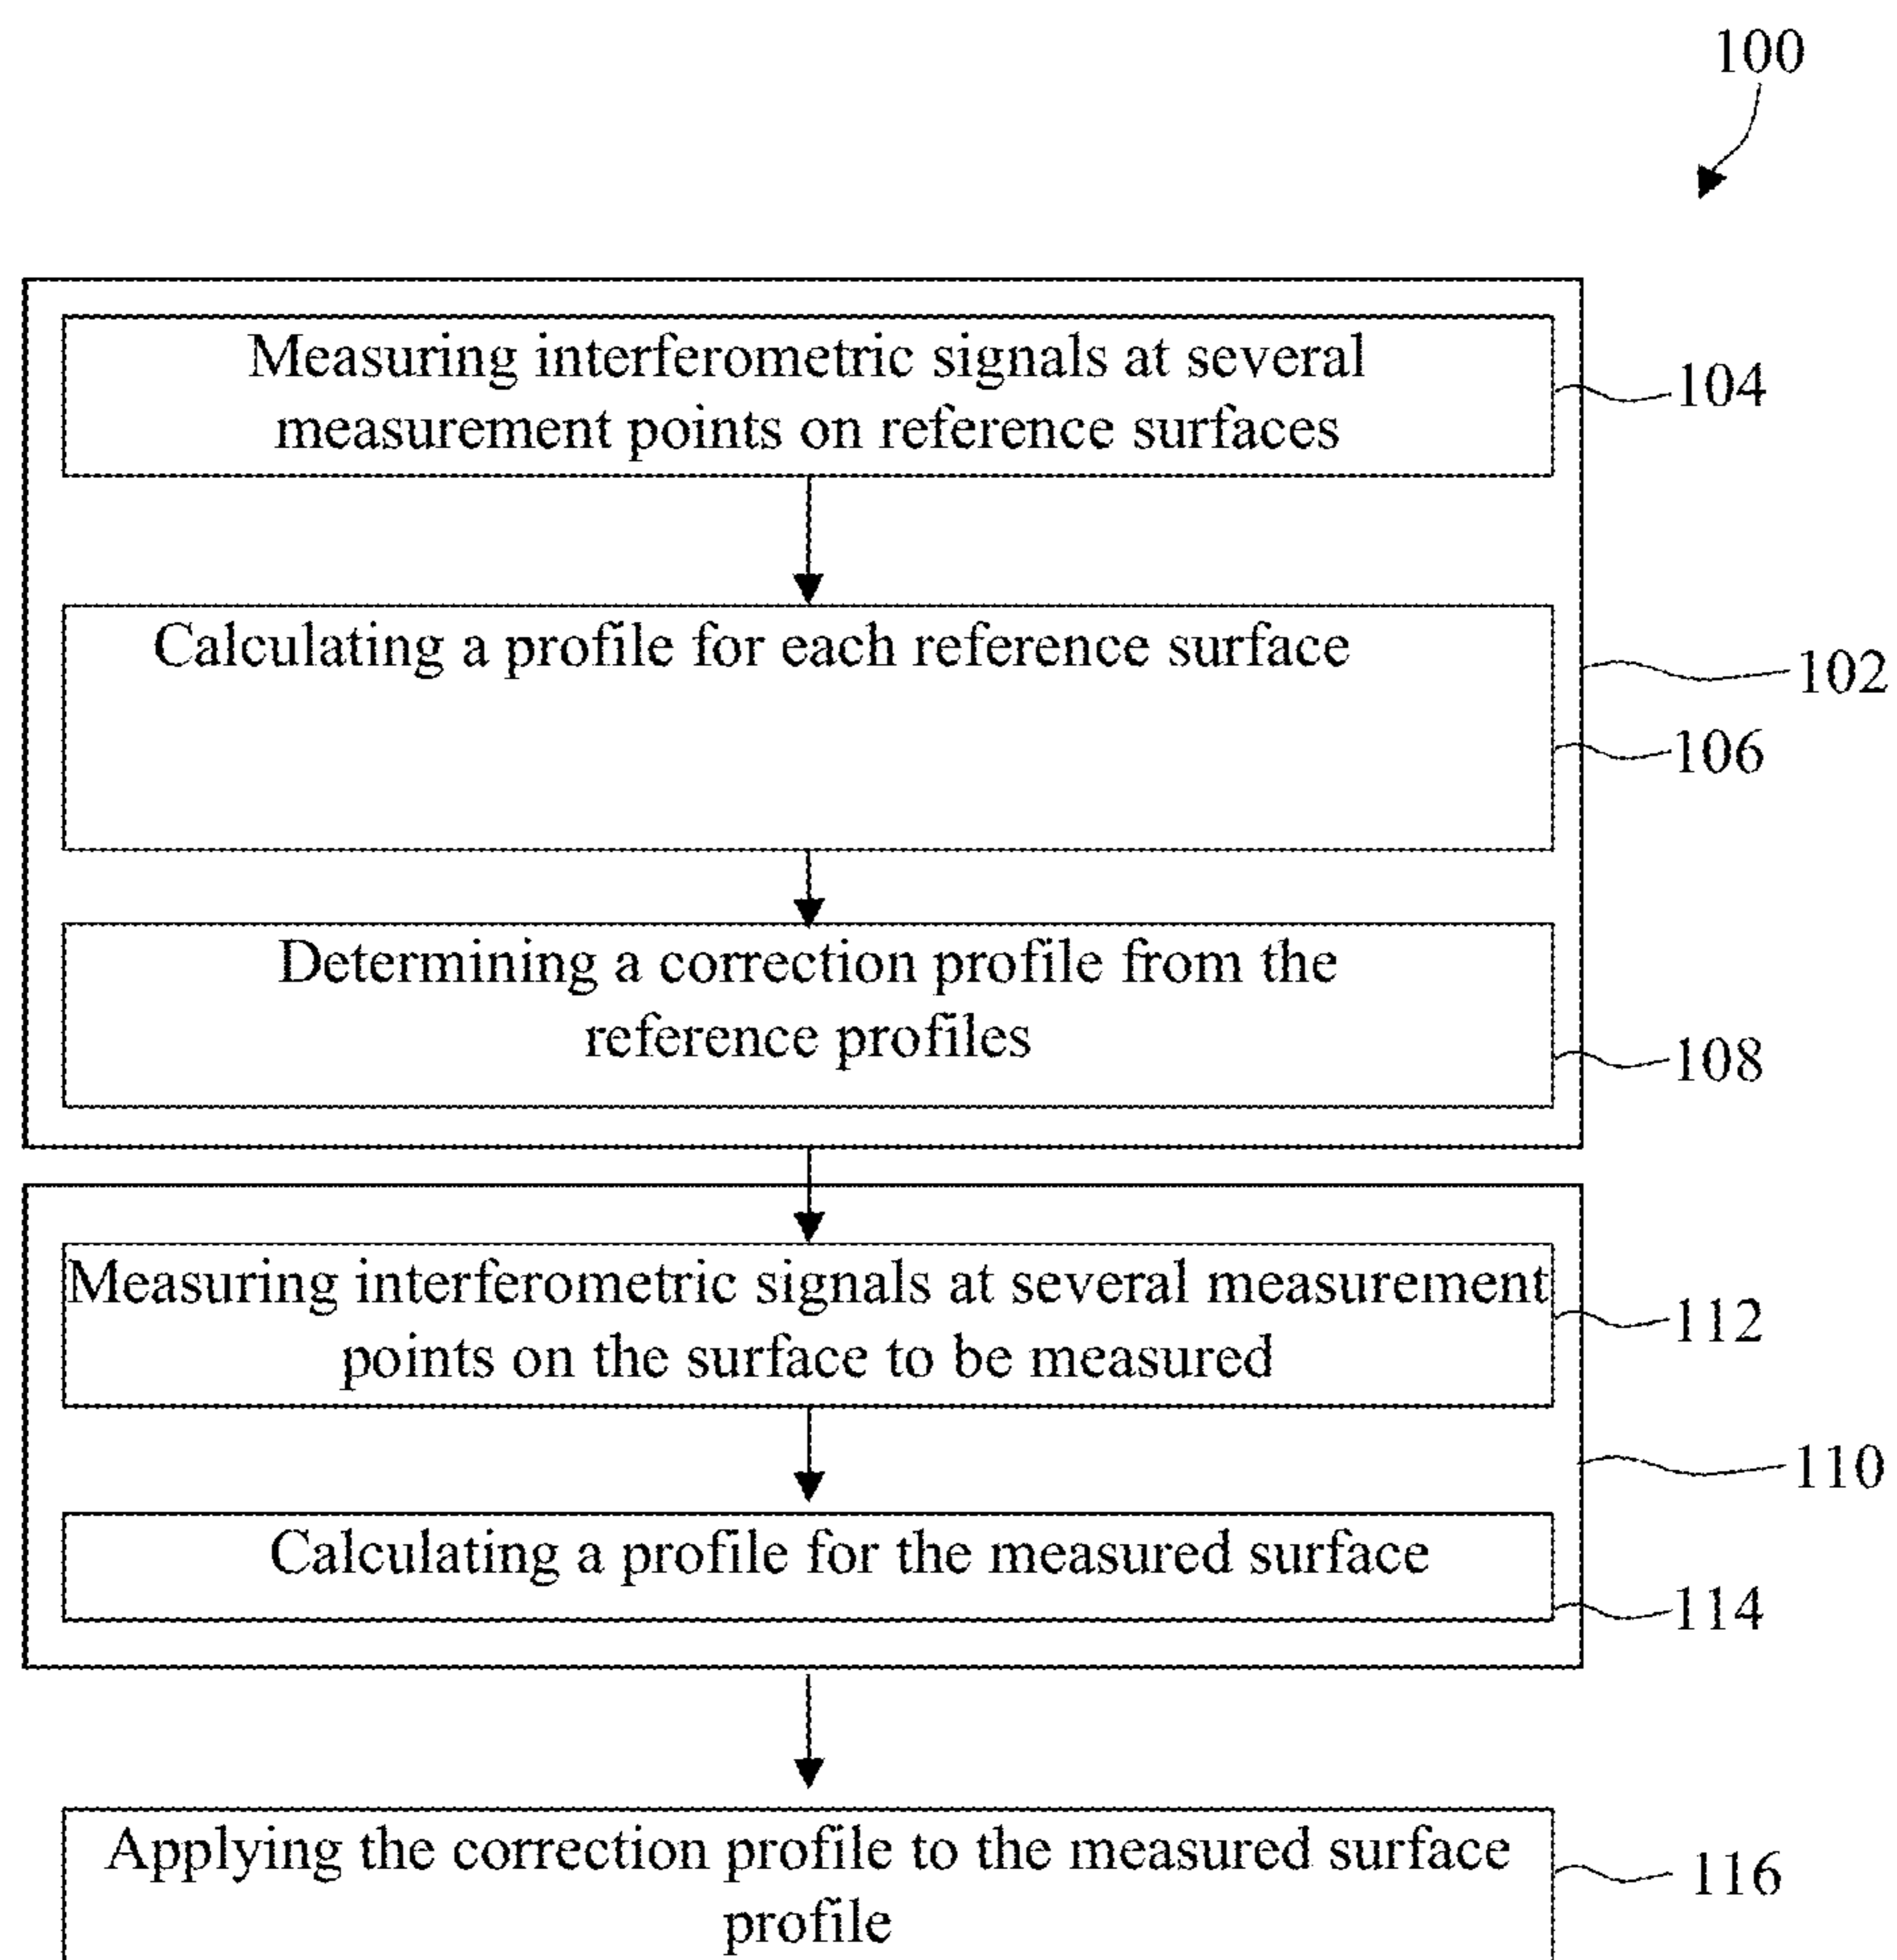 100
Measuring interferometric signals at several
measurement points on reference surfaces
104
Calculating a profile for each reference surface
102
106
Determining a correction profile from the
reference profiles
108
Measuring interferometric signals at several measurement
points on the surface to be measured
112
110
Calculating a profile for the measured surface
114
Applying the correction profile to the measured surface
profile
116